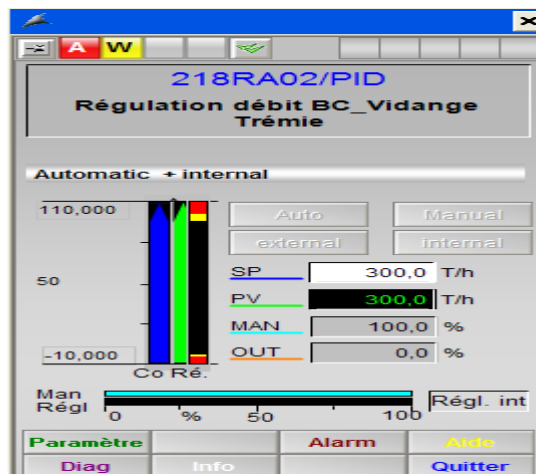 A W
218RA02/PID
Régulation débit BC_Vidange
Trémie
Automatic + internal
110,000
50
-10,000
Co Ré.
Auto Manual
external internal
SP 300,0 T/h
PV 300,0 T/h
MAN 100,0 %
OUT 0,0 %
Man
Régl
0 % 50 100
Régl. int
Paramètre Alarm Aide
Diag Info Quitter